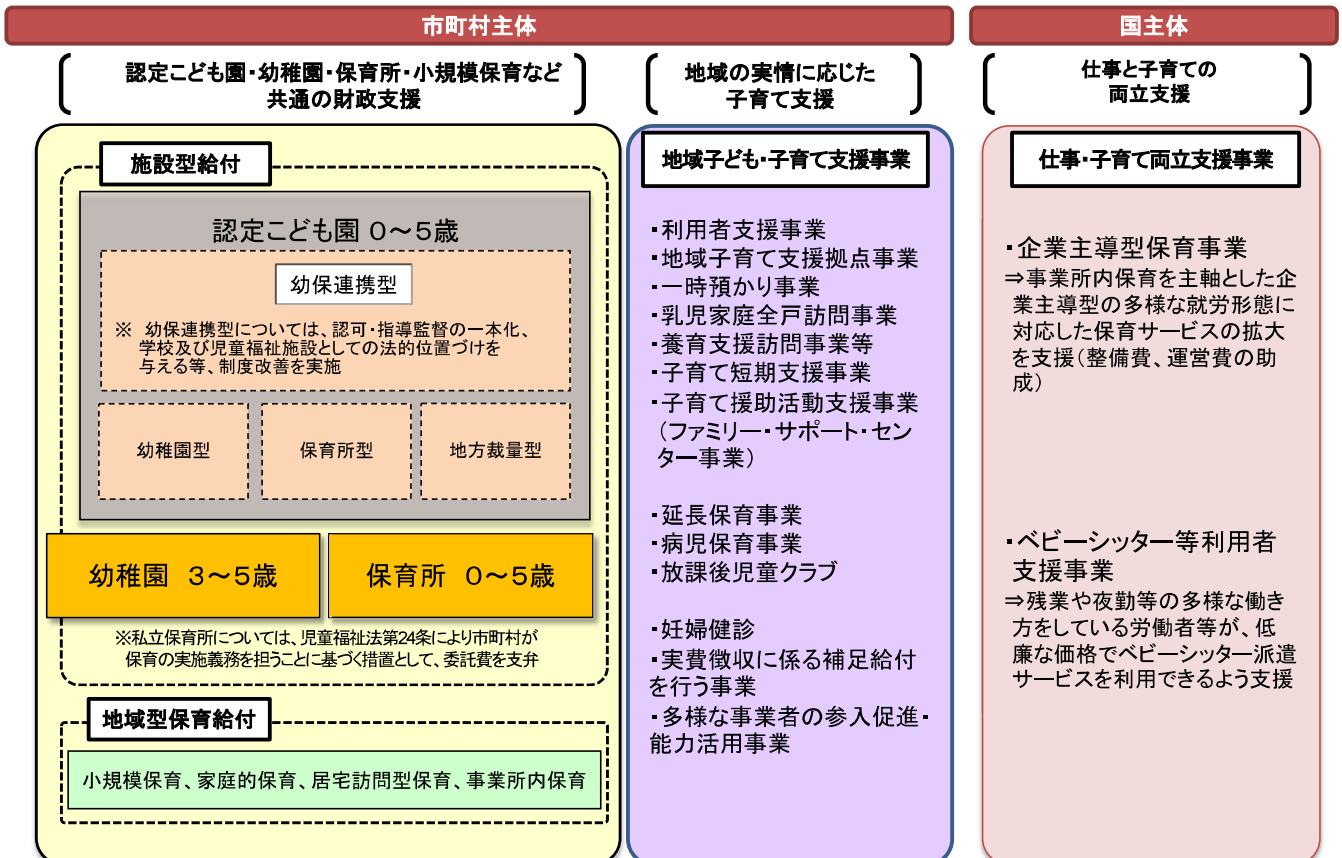 市町村主体
国主体
認定こども園・幼稚園・保育所・小規模保育など
共通の財政支援
地域の実情に応じた
子育て支援
仕事と子育ての
両立支援
施設型給付
認定こども園 0～5歳
幼保連携型
※ 幼保連携型については、認可・指導監督の一本化、
学校及び児童福祉施設としての法的位置づけを
与える等、制度改善を実施
幼稚園型
保育所型
地方裁量型
幼稚園 3～5歳
保育所 0～5歳
※私立保育所については、児童福祉法第24条により市町村が
保育の実施義務を担うことに基づく措置として、委託費を支弁
地域型保育給付
小規模保育、家庭的保育、居宅訪問型保育、事業所内保育
地域子ども・子育て支援事業
・利用者支援事業
・地域子育て支援拠点事業
・一時預かり事業
・乳児家庭全戸訪問事業
・養育支援訪問事業等
・子育て短期支援事業
・子育て援助活動支援事業
（ファミリー・サポート・セン
ター事業）
・延長保育事業
・病児保育事業
・放課後児童クラブ
・妊婦健診
・実費徴収に係る補足給付
を行う事業
・多様な事業者の参入促進・
能力活用事業
仕事・子育て両立支援事業
・企業主導型保育事業
⇒事業所内保育を主軸とした企
業主導型の多様な就労形態に
対応した保育サービスの拡大
を支援（整備費、運営費の助
成）
・ベビーシッター等利用者
支援事業
⇒残業や夜勤等の多様な働き
方をしている労働者等が、低
廉な価格でベビーシッター派遣
サービスを利用できるよう支援